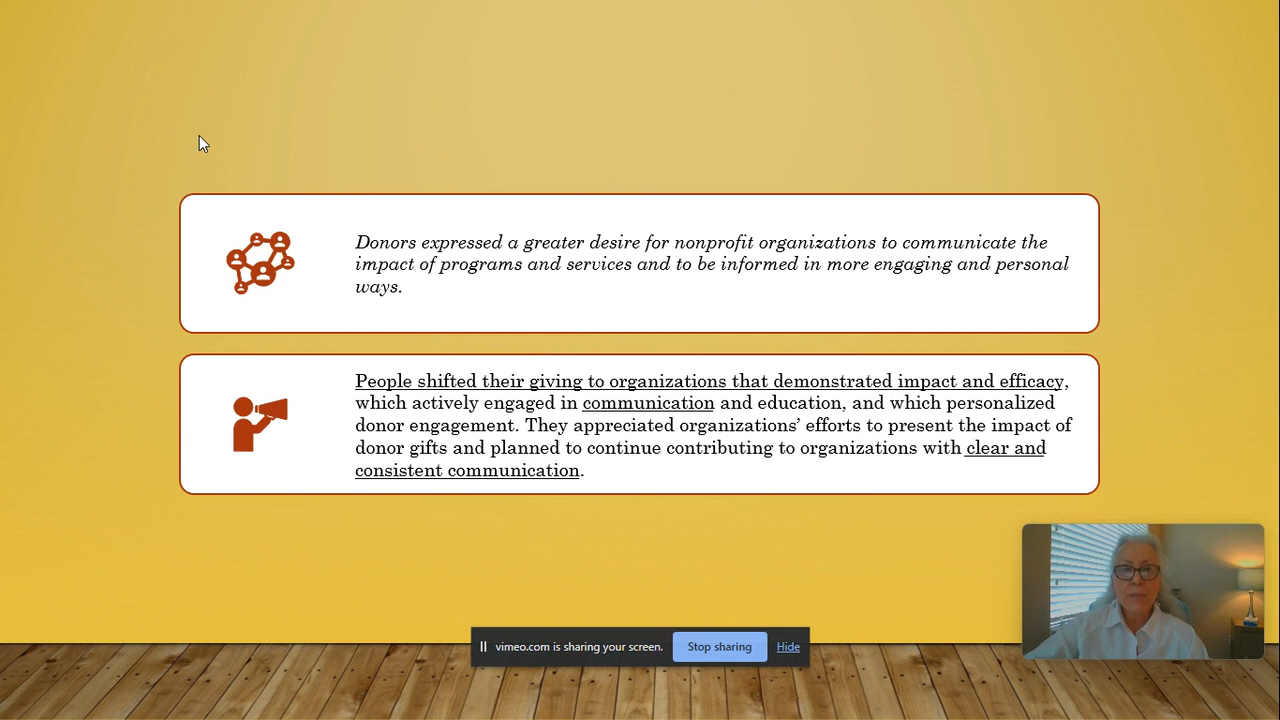 Donors expressed a greater desire for nonprofit organizations to communicate the
impact of programs and services and to be informed in more engaging and personal
ways.
People shifted their giving to organizations that demonstrated impact and efficacy,
which actively engaged in communication and education, and which personalized
donor engagement. They appreciated organizations’ efforts to present the impact of
donor gifts and planned to continue contributing to organizations with clear and
consistent communication.
vimeo.com is sharing your screen. Stop sharing Hide